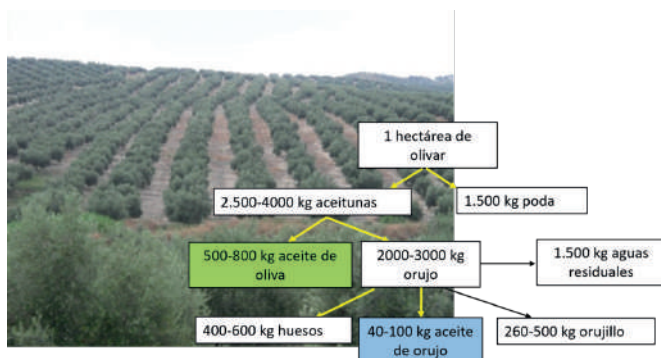 1 hectárea de
olivar
2.500-4000 kg aceitunas
1.500 kg poda
500-800 kg aceite de
oliva
2000-3000 kg
orujo
1.500 kg aguas
residuales
400-600 kg huesos
40-100 kg aceite
de orujo
260-500 kg orujillo